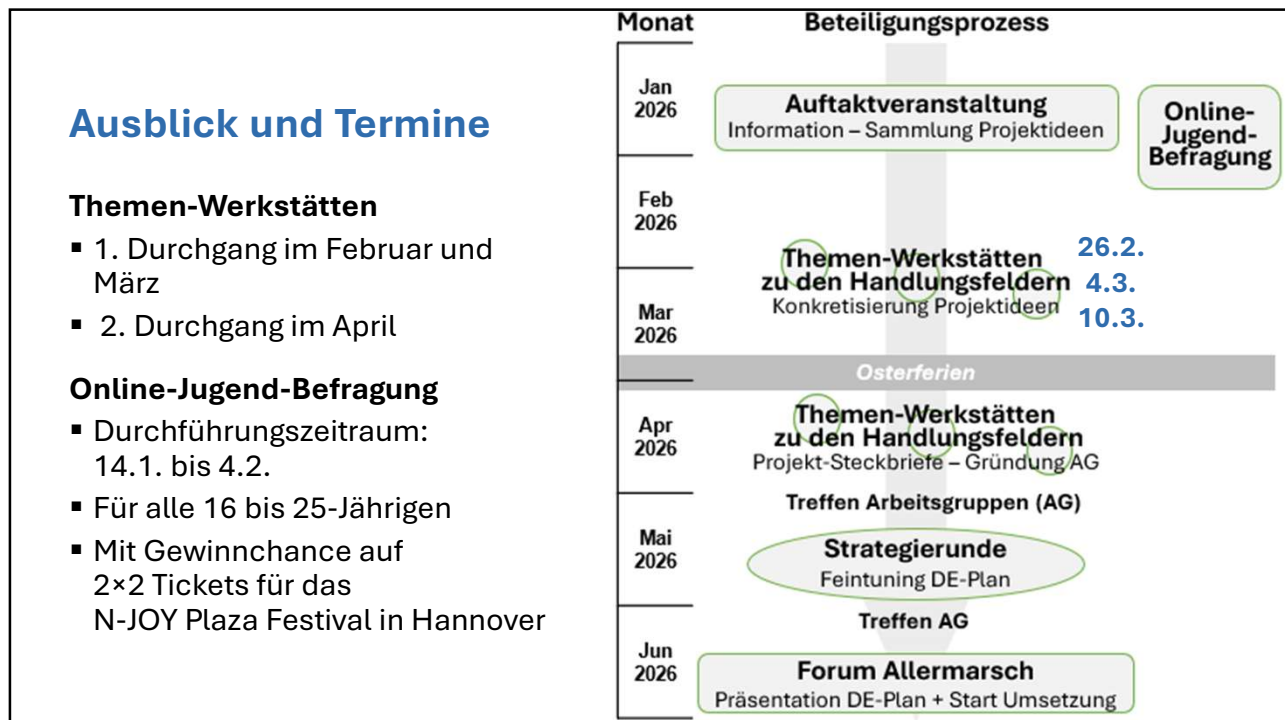 Ausblick und Termine
Themen-Werkstätten
▪ 1. Durchgang im Februar und
März
▪ 2. Durchgang im April
Online-Jugend-Befragung
▪ Durchführungszeitraum:
14.1. bis 4.2.
▪ Für alle 16 bis 25-Jährigen
▪ Mit Gewinnchance auf
2×2 Tickets für das
N-JOY Plaza Festival in Hannover
Monat
Beteiligungsprozess
Jan
2026
Auftaktveranstaltung
Information – Sammlung Projektideen
Online-
Jugend-
Befragung
Feb
2026
Themen-Werkstätten
zu den Handlungsfeldern
Konkretisierung Projektideen
26.2.
4.3.
10.3.
Mar
2026
Osterferien
Apr
2026
Themen-Werkstätten
zu den Handlungsfeldern
Projekt-Steckbriefe – Gründung AG
Treffen Arbeitsgruppen (AG)
Mai
2026
Strategierunde
Feintuning DE-Plan
Treffen AG
Jun
2026
Forum Allermarsch
Präsentation DE-Plan + Start Umsetzung